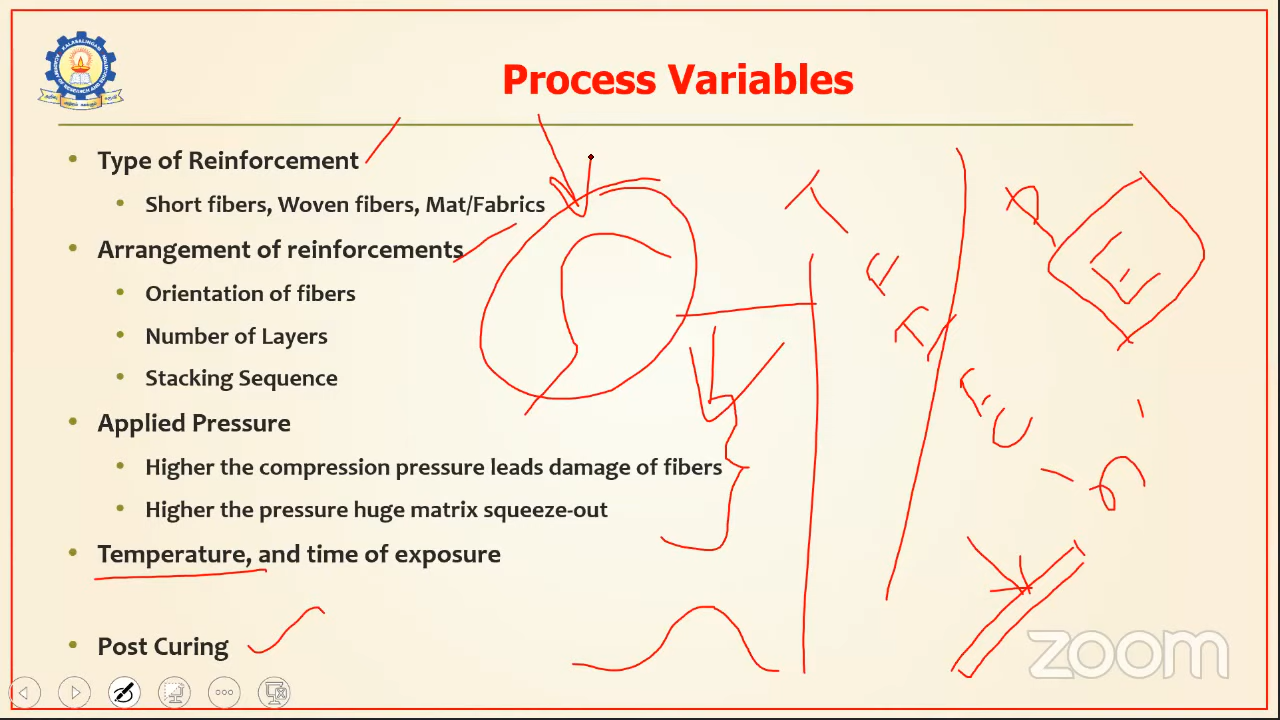 Process Variables
• Type of Reinforcement
• Short fibers, Woven fibers, Mat/Fabrics
• Arrangement of reinforcements
• Orientation of fibers
• Number of Layers
• Stacking Sequence
• Applied Pressure
• Higher the compression pressure leads damage of fibers
• Higher the pressure huge matrix squeeze-out
• Temperature, and time of exposure
• Post Curing
zoom